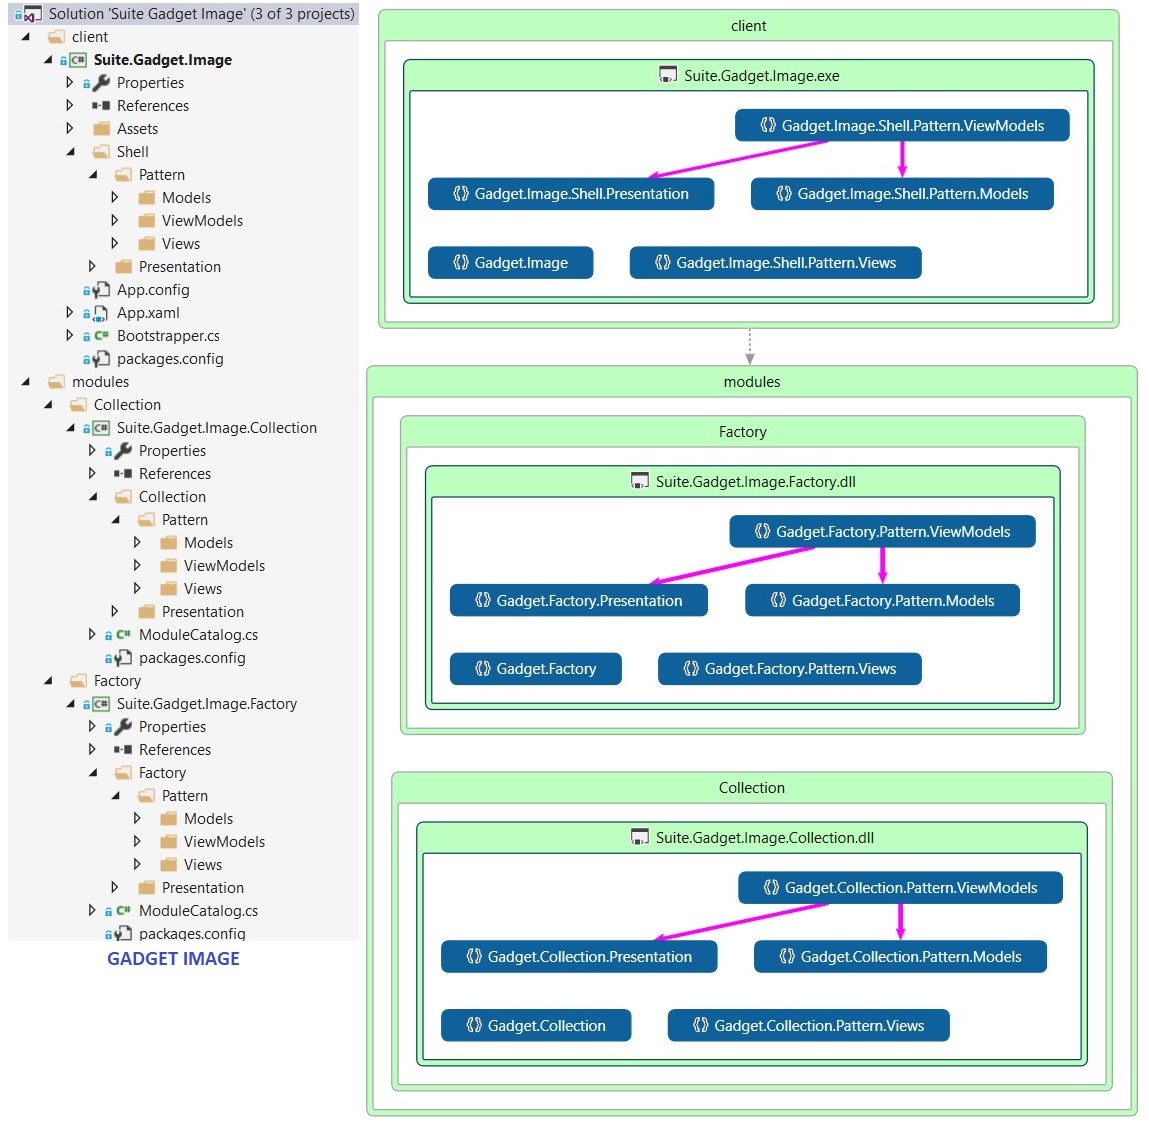 Solution 'Suite Gadget Image' (3 of 3 projects)
client
Suite.Gadget.Image
Properties
References
Assets
Shell
Pattern
Models
ViewModels
Views
Presentation
App.config
App.xaml
Bootstrapper.cs
packages.config
modules
Collection
Suite.Gadget.Image.Collection
Properties
References
Collection
Pattern
Models
ViewModels
Views
Presentation
ModuleCatalog.cs
packages.config
Factory
Suite.Gadget.Image.Factory
Properties
References
Factory
Pattern
Models
ViewModels
Views
Presentation
ModuleCatalog.cs
packages.config
GADGET IMAGE
client
Suite.Gadget.Image.exe
Gadget.Image.Shell.Pattern.ViewModels
Gadget.Image.Shell.Presentation
Gadget.Image.Shell.Pattern.Models
Gadget.Image
Gadget.Image.Shell.Pattern.Views
modules
Factory
Suite.Gadget.Image.Factory.dll
Gadget.Factory.Pattern.ViewModels
Gadget.Factory.Presentation
Gadget.Factory.Pattern.Models
Gadget.Factory
Gadget.Factory.Pattern.Views
Collection
Suite.Gadget.Image.Collection.dll
Gadget.Collection.Pattern.ViewModels
Gadget.Collection.Presentation
Gadget.Collection.Pattern.Models
Gadget.Collection
Gadget.Collection.Pattern.Views